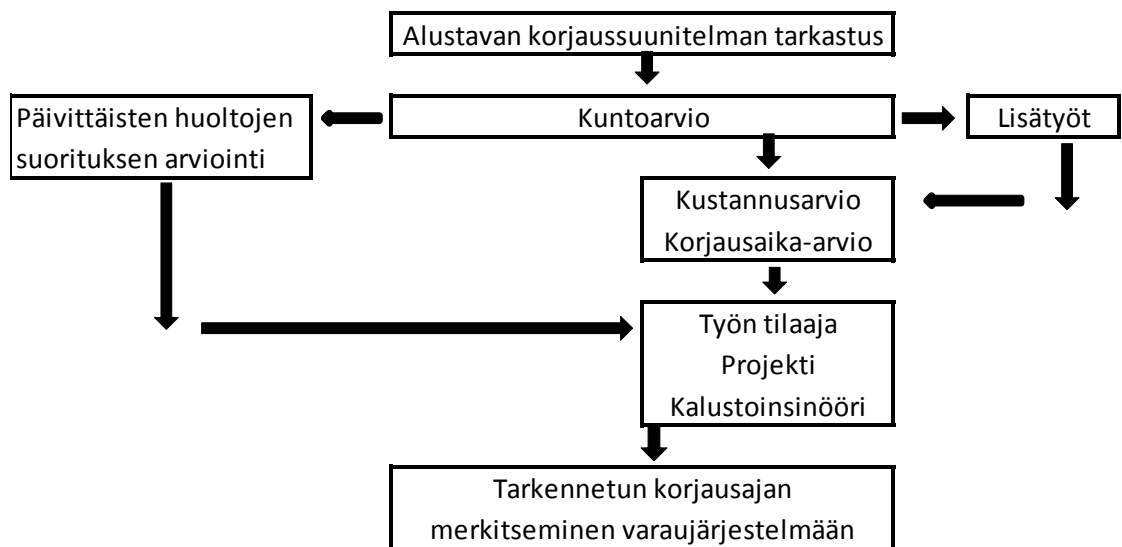 Alustavan korjaussuunitelman tarkastus
Päivittäisten huoltojen
suorituksen arviointi
Kuntoarvio
Lisätyöt
Kustannusarvio
Korjausaika-arvio
Työn tilaaja
Projekti
Kalustoinsinööri
Tarkennetun korjausajan
merkitseminen varaujärjestelmään